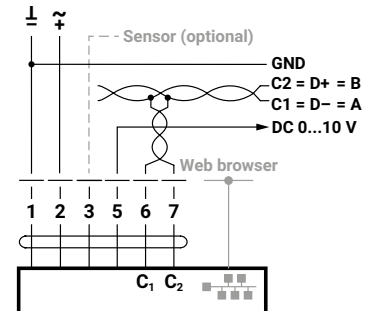 ⊥ ~
+
Sensor (optional)
GND
C2 = D+ = B
C1 = D− = A
DC 0...10 V
Web browser
1 2 3 5 6 7
C₁ C₂